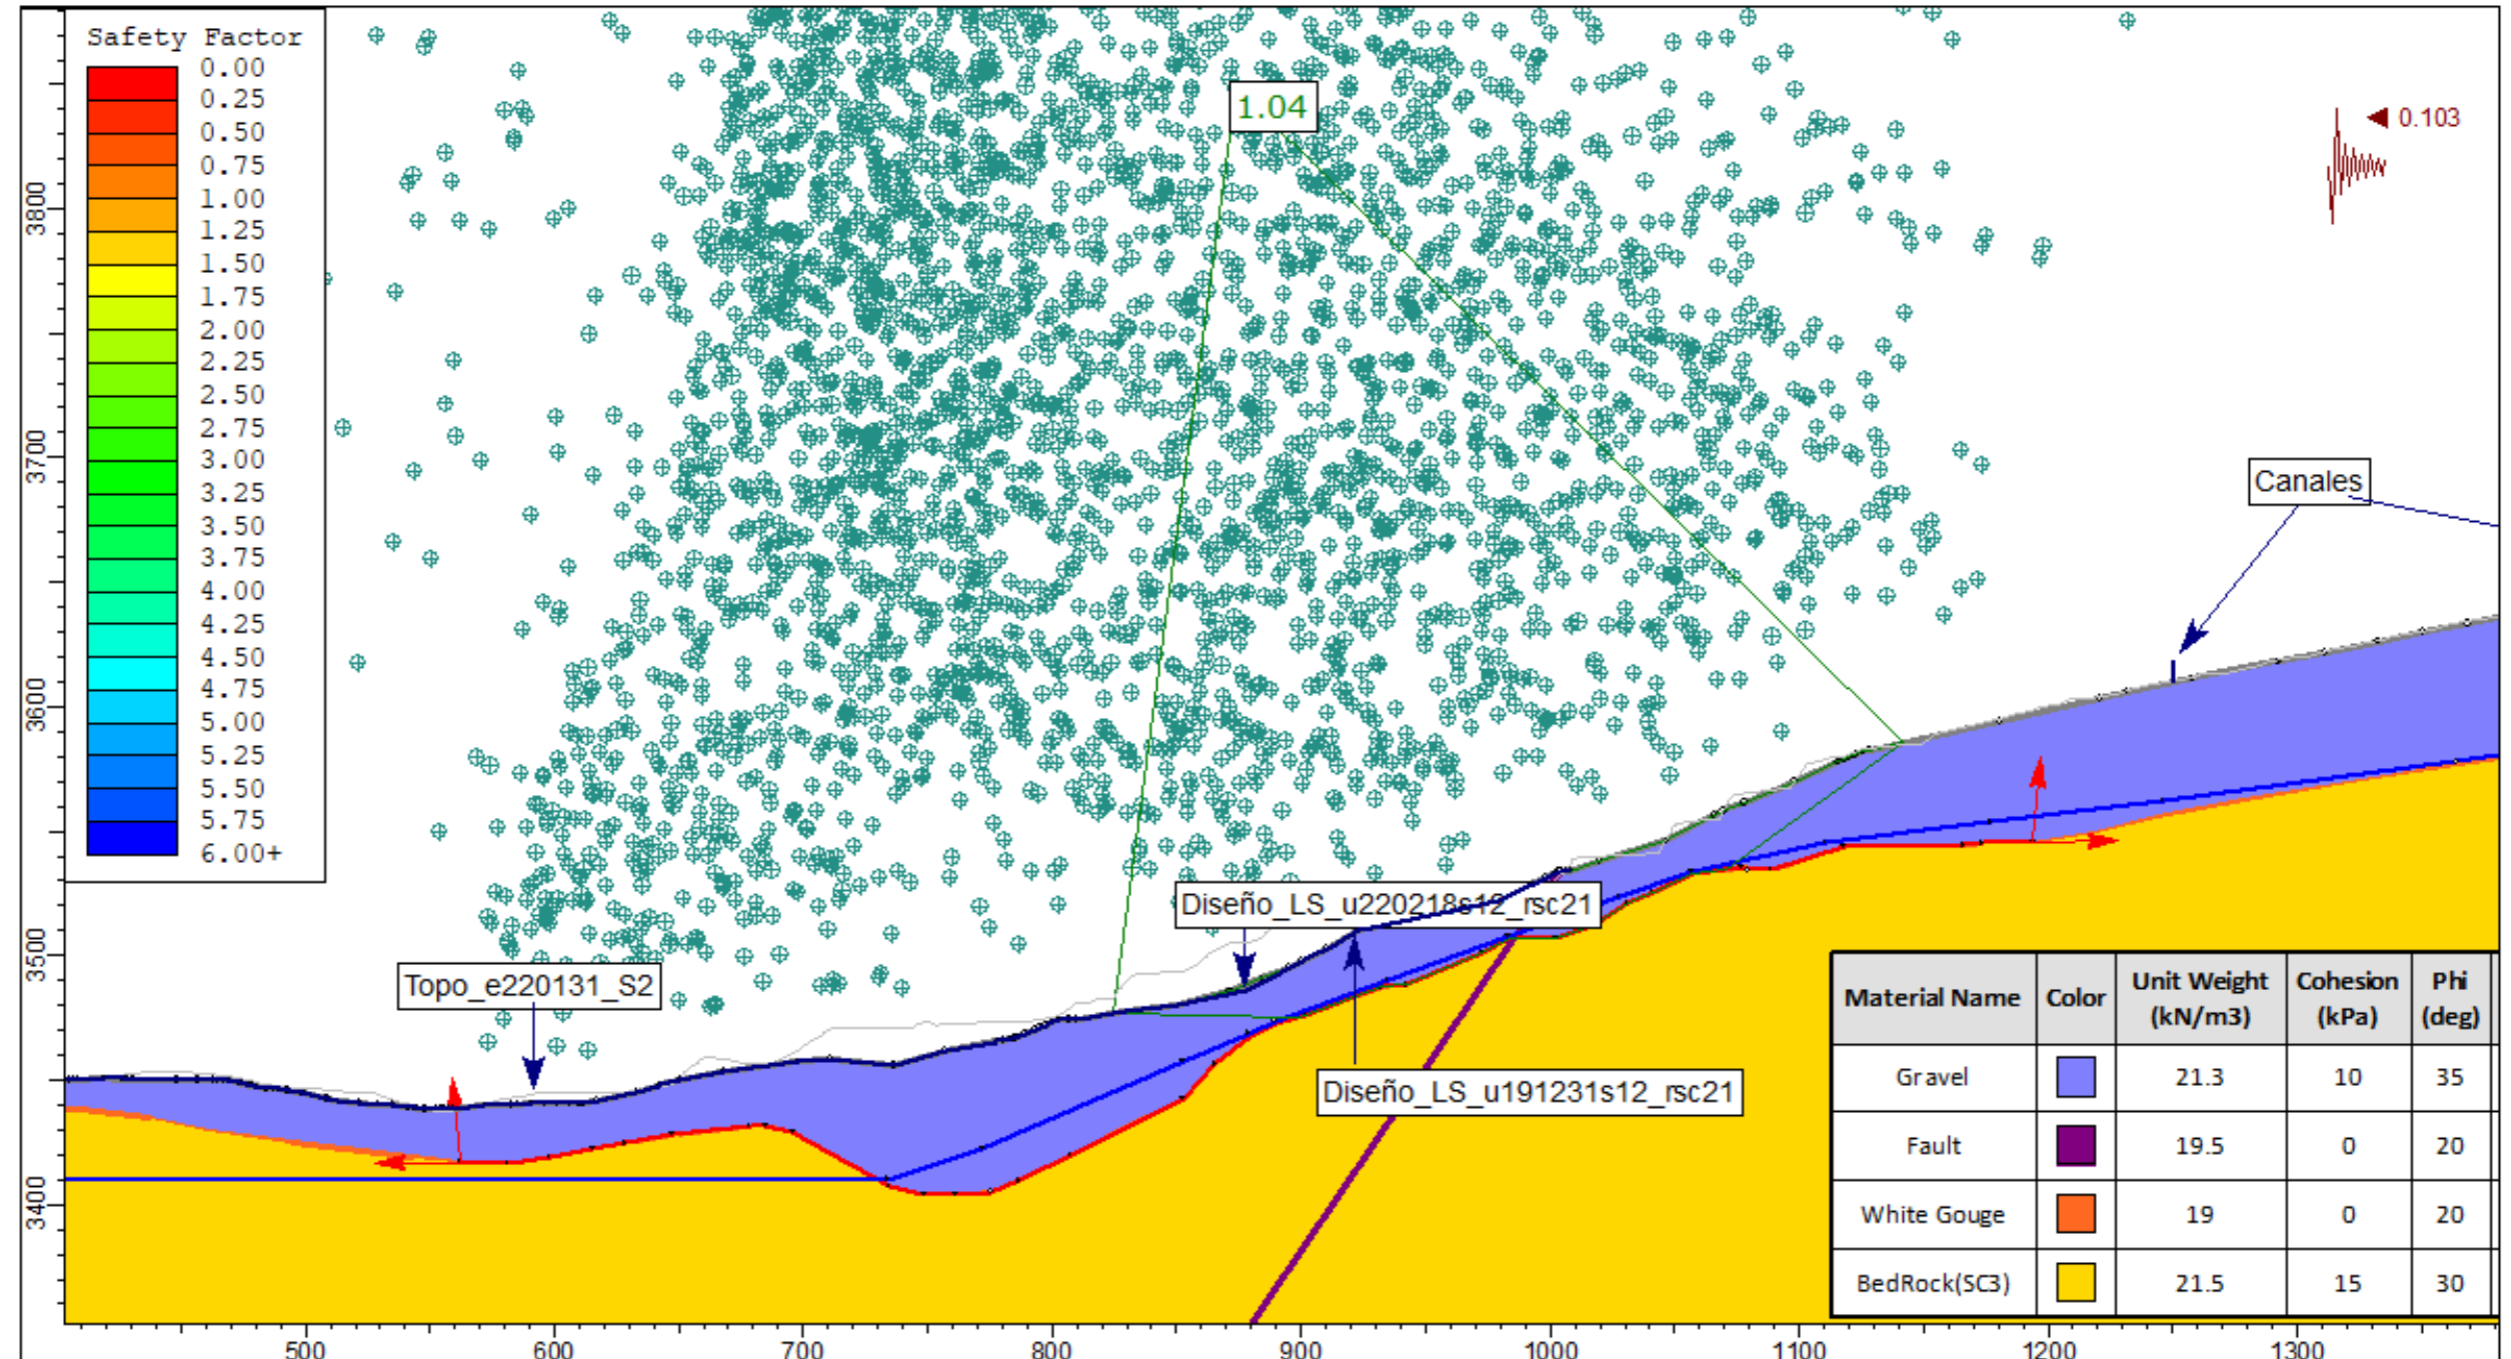 Safety Factor
0.00
0.25
0.50
0.75
1.00
1.25
1.50
1.75
2.00
2.25
2.50
2.75
3.00
3.25
3.50
3.75
4.00
4.25
4.50
4.75
5.00
5.25
5.50
5.75
6.00+
1.04
0.103
Canales
Diseño_LS_u220218s12_rsc21
Topo_e220131_S2
Diseño_LS_u191231s12_rsc21
3800
3700
3600
3500
3400
Material Name Color Unit Weight (kN/m3) Cohesion (kPa) Phi (deg)
Gravel 21.3 10 35
Fault 19.5 0 20
White Gouge 19 0 20
BedRock(SC3) 21.5 15 30
500 600 700 800 900 1000 1100 1200 1300